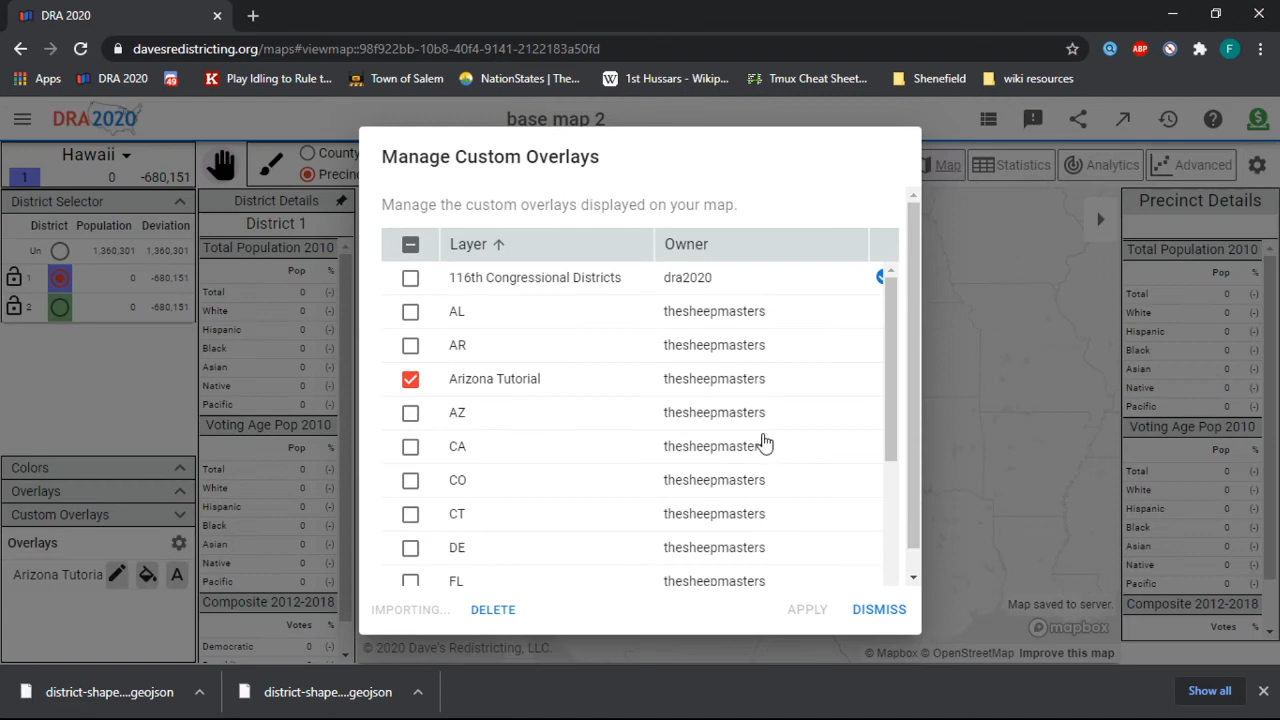 DRA 2020
davesredistricting.org/maps#viewmap::98f922bb-10b8-40f4-9141-2122183a50fd
ABP
F
Apps
DRA 2020
49
K Play Idling to Rule t...
Town of Salem
NationStates | The...
W 1st Hussars - Wikip...
Tmux Cheat Sheet...
Shenefield
wiki resources
DRA2020
base map 2
Hawaii
1 0 -680,151
County
Precinct
Map
Statistics
Analytics
Advanced
District Selector
District Population Deviation
Un 1,360,301 1,360,301
1 0 -680,151
2 0 -680,151
Colors
Overlays
Custom Overlays
Overlays
Arizona Tutoria
A
District Details
District 1
Total Population 2010
Pop %
Total 0 (-)
White 0 (-)
Hispanic 0 (-)
Black 0 (-)
Asian 0 (-)
Native 0 (-)
Pacific 0 (-)
Voting Age Pop 2010
Pop %
Total 0 (-)
White 0 (-)
Hispanic 0 (-)
Black 0 (-)
Asian 0 (-)
Native 0 (-)
Pacific 0 (-)
Composite 2012-2018
Votes %
Democratic 0 (-)
Manage Custom Overlays
Manage the custom overlays displayed on your map.
Layer Owner
116th Congressional Districts dra2020
AL thesheepmasters
AR thesheepmasters
Arizona Tutorial thesheepmasters
AZ thesheepmasters
CA thesheepmasters
CO thesheepmasters
CT thesheepmasters
DE thesheepmasters
FL thesheepmasters
IMPORTING... DELETE APPLY DISMISS
Precinct Details
Total Population 2010
Pop %
Total 0 (-)
White 0 (-)
Hispanic 0 (-)
Black 0 (-)
Asian 0 (-)
Native 0 (-)
Pacific 0 (-)
Voting Age Pop 2010
Pop %
Total 0 (-)
White 0 (-)
Hispanic 0 (-)
Black 0 (-)
Asian 0 (-)
Native 0 (-)
Pacific 0 (-)
Composite 2012-2018
Votes %
Map saved to server.
mapbox
© 2020 Dave's Redistricting, LLC.
© Mapbox © OpenStreetMap Improve this map
district-shape....geojson
district-shape....geojson
Show all